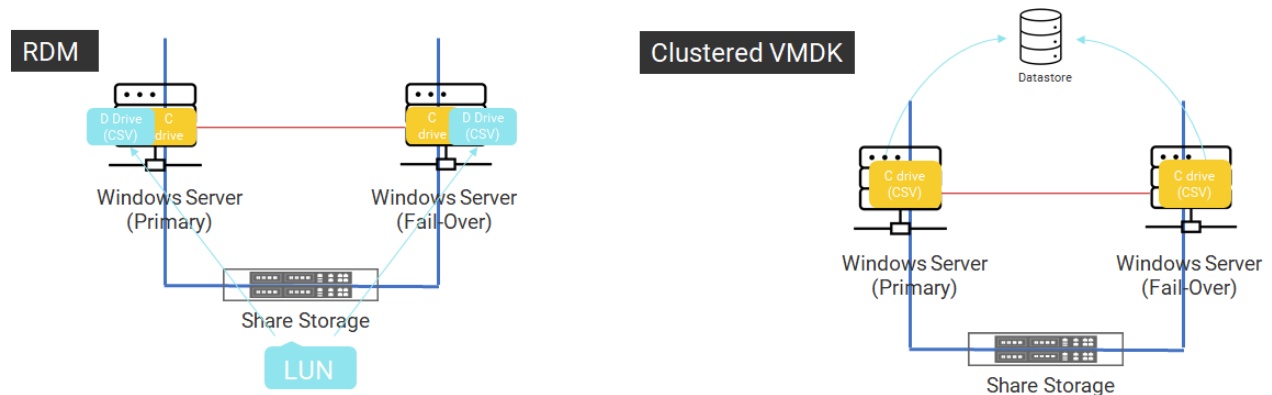 RDM
D Drive
(CSV)
C
drive
C
drive
D Drive
(CSV)
Windows Server
(Primary)
Windows Server
(Fail-Over)
Share Storage
LUN
Clustered VMDK
Datastore
C drive
(CSV)
C drive
(CSV)
Windows Server
(Primary)
Windows Server
(Fail-Over)
Share Storage